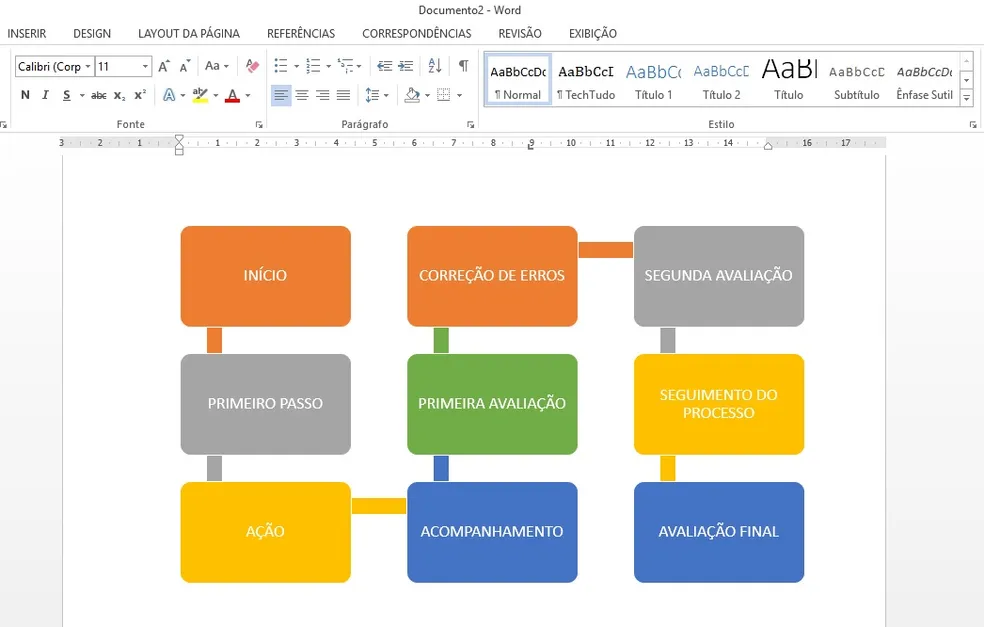 Documento2 - Word
INSERIR DESIGN LAYOUT DA PÁGINA REFERÊNCIAS CORRESPONDÊNCIAS REVISÃO EXIBIÇÃO
Calibri (Corp 11 A A Aa
N I S abc x₂ x² A aby A
AaBbCcDc AaBbCcI AaBbCc AaBbCcD AaBl AaBbCcD AaBbCcDt
¶ Normal ¶ TechTudo Título 1 Título 2 Título Subtítulo Ênfase Sutil
Fonte Parágrafo Estilo
3 2 1 1 2 3 4 5 6 7 8 9 10 11 12 13 14 16 17
INÍCIO
PRIMEIRO PASSO
AÇÃO
ACOMPANHAMENTO
PRIMEIRA AVALIAÇÃO
CORREÇÃO DE ERROS
SEGUNDA AVALIAÇÃO
SEGUIMENTO DO
PROCESSO
AVALIAÇÃO FINAL